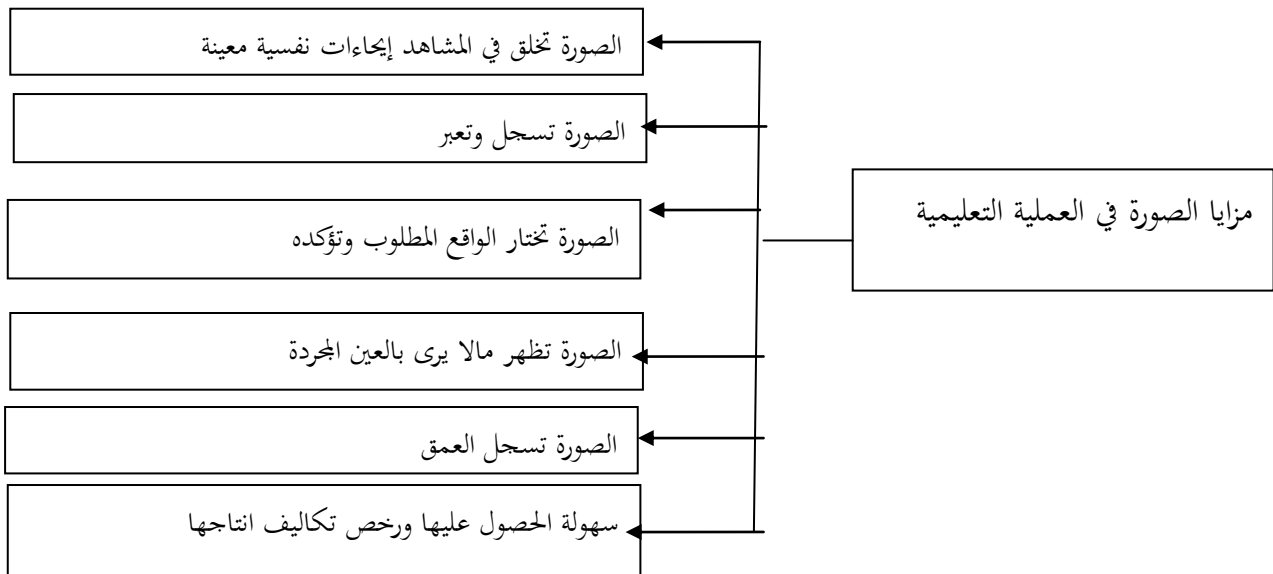 مزايا الصورة في العملية التعليمية
الصورة تخلق في المشاهد إيحاءات نفسية معينة
الصورة تسجل وتعبر
الصورة تختار الواقع المطلوب وتؤكده
الصورة تظهر مالا يرى بالعين المجردة
الصورة تسجل العمق
سهولة الحصول عليها ورخص تكاليف انتاجها